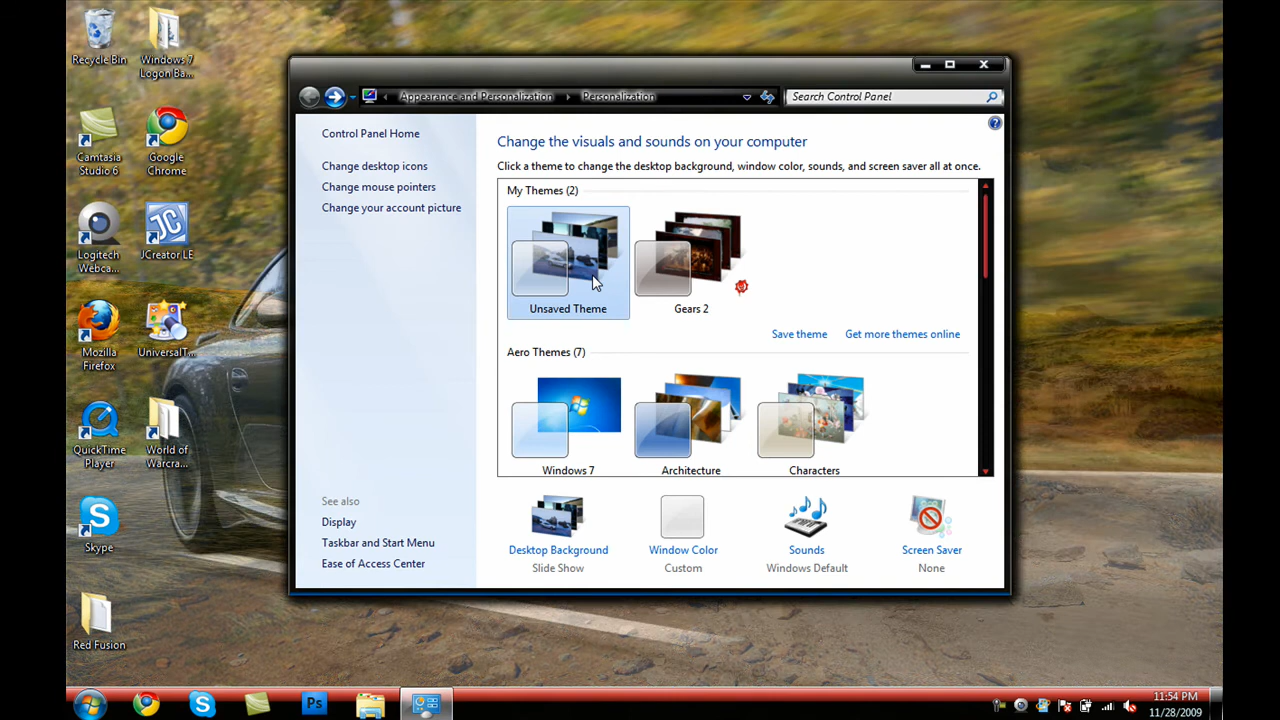 Recycle Bin
Windows 7
Logon Ba...
Camtasia
Studio 6
Google
Chrome
Logitech
Webca...
JCreator LE
Mozilla
Firefox
UniversalT...
QuickTime
Player
World of
Warcra...
Skype
Red Fusion
Appearance and Personalization
Personalization
Search Control Panel
Control Panel Home
Change desktop icons
Change mouse pointers
Change your account picture
See also
Display
Taskbar and Start Menu
Ease of Access Center
Change the visuals and sounds on your computer
Click a theme to change the desktop background, window color, sounds, and screen saver all at once.
My Themes (2)
Unsaved Theme
Gears 2
Save theme
Get more themes online
Aero Themes (7)
Windows 7
Architecture
Characters
Desktop Background
Slide Show
Window Color
Custom
Sounds
Windows Default
Screen Saver
None
Ps
11:54 PM
11/28/2009